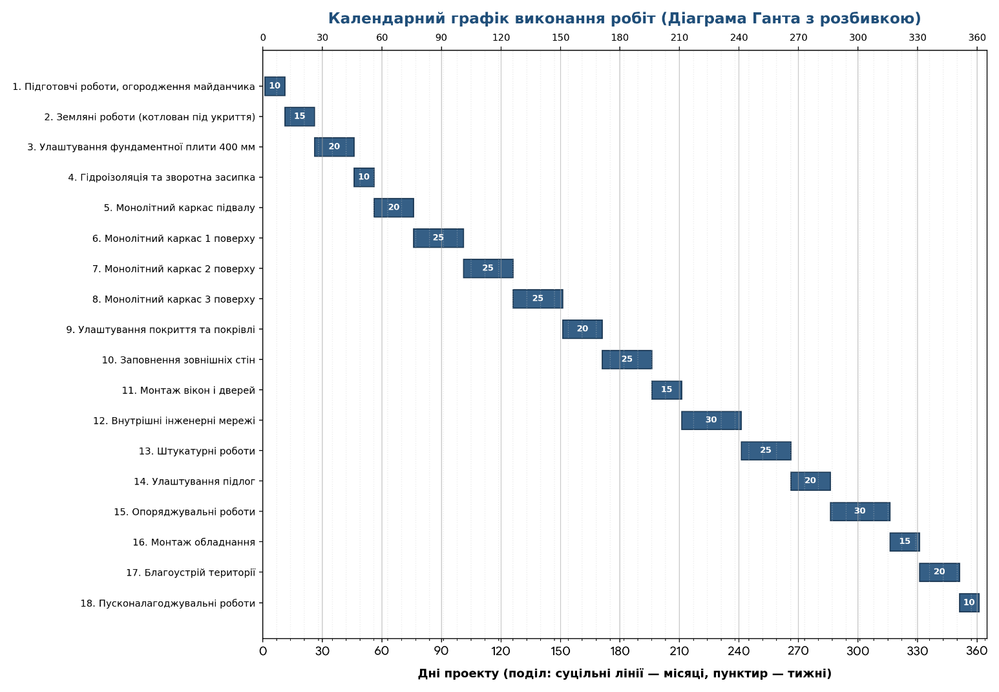 Календарний графік виконання робіт (Діаграма Ганта з розбивкою)
0 30 60 90 120 150 180 210 240 270 300 330 360
1. Підготовчі роботи, огородження майданчика 10
2. Земляні роботи (котлован під укриття) 15
3. Улаштування фундаментної плити 400 мм 20
4. Гідроізоляція та зворотна засипка 10
5. Монолітний каркас підвалу 20
6. Монолітний каркас 1 поверху 25
7. Монолітний каркас 2 поверху 25
8. Монолітний каркас 3 поверху 25
9. Улаштування покриття та покрівлі 20
10. Заповнення зовнішніх стін 25
11. Монтаж вікон і дверей 15
12. Внутрішні інженерні мережі 30
13. Штукатурні роботи 25
14. Улаштування підлог 20
15. Опоряджувальні роботи 30
16. Монтаж обладнання 15
17. Благоустрій території 20
18. Пусконалагоджувальні роботи 10
0 30 60 90 120 150 180 210 240 270 300 330 360
Дні проекту (поділ: суцільні лінії — місяці, пунктир — тижні)